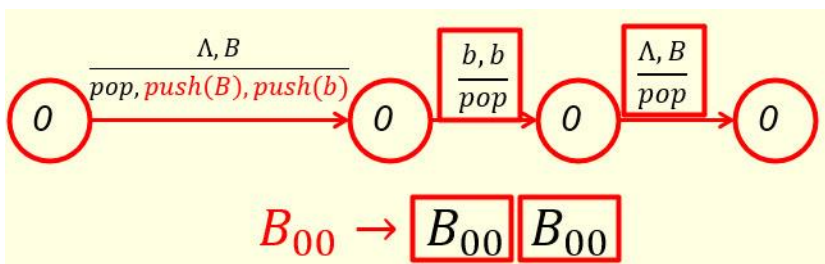 Λ, B
pop, push(B), push(b)
b, b
pop
Λ, B
pop
0 0 0 0
B₀₀ → B₀₀ B₀₀